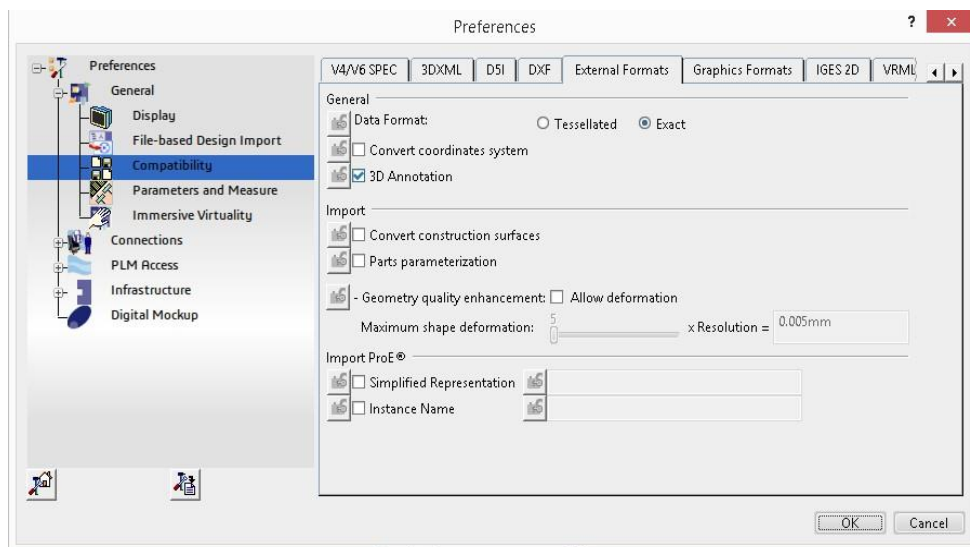 Preferences
?
×
Preferences
General
Display
File-based Design Import
Compatibility
Parameters and Measure
Immersive Virtuality
Connections
PLM Access
Infrastructure
Digital Mockup
V4/V6 SPEC 3DXML D5I DXF External Formats Graphics Formats IGES 2D VRML
General
Data Format: Tessellated Exact
Convert coordinates system
3D Annotation
Import
Convert construction surfaces
Parts parameterization
- Geometry quality enhancement: Allow deformation
Maximum shape deformation: 5 x Resolution = 0.005mm
Import ProE®
Simplified Representation
Instance Name
OK Cancel